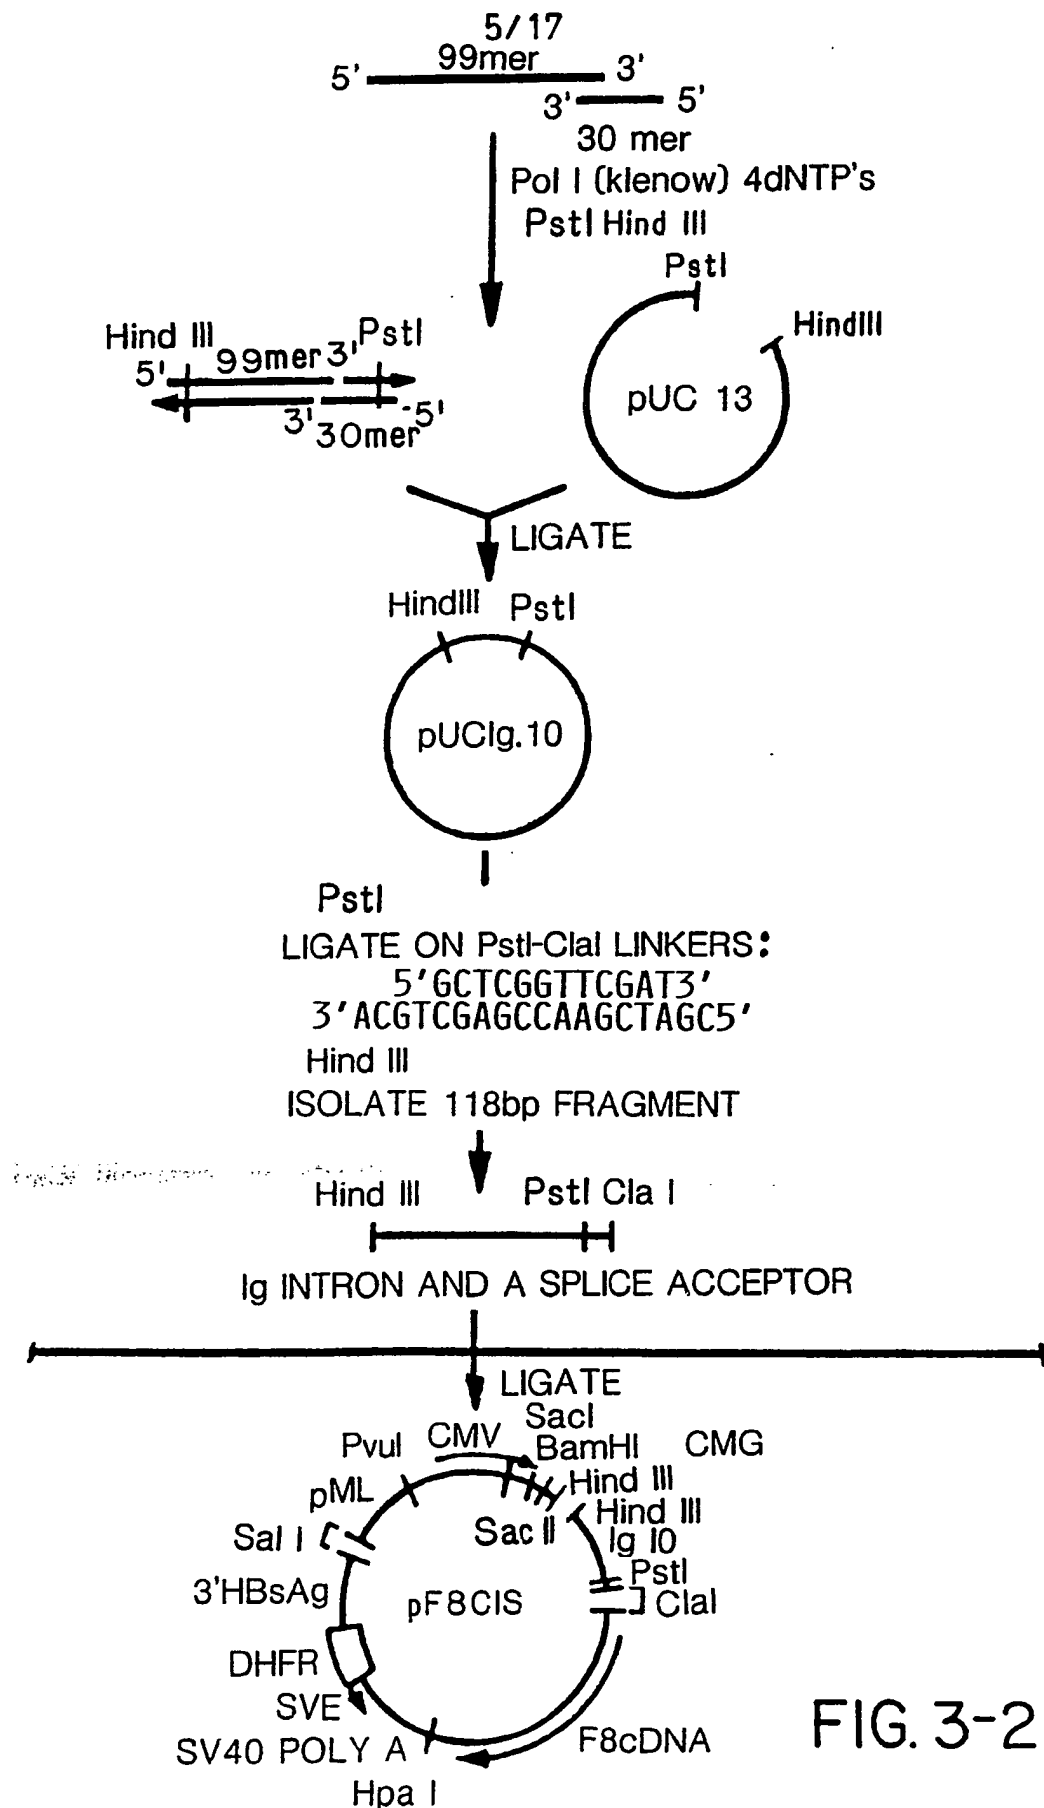 5/17
99mer
5' 3'
3' 5'
30 mer
Pol I (klenow) 4dNTP's
PstI Hind III
PstI
HindIII
pUC 13
Hind III PstI
5' 99mer 3'
3' 30mer -5'
LIGATE
HindIII PstI
pUCIg.10
PstI
LIGATE ON PstI-ClaI LINKERS:
5'GCTCGGTTCGAT3'
3'ACGTCGAGCCAAGCTAGC5'
Hind III
ISOLATE 118bp FRAGMENT
Hind III PstI Cla I
Ig INTRON AND A SPLICE ACCEPTOR
LIGATE
SacI
PvuI CMV BamHI CMG
Hind III
pML Hind III
Sac II Ig 10
Sal I
PstI
3'HBsAg pF8CIS ClaI
DHFR
SVE
SV40 POLY A F8cDNA
Hpa I
FIG. 3-2